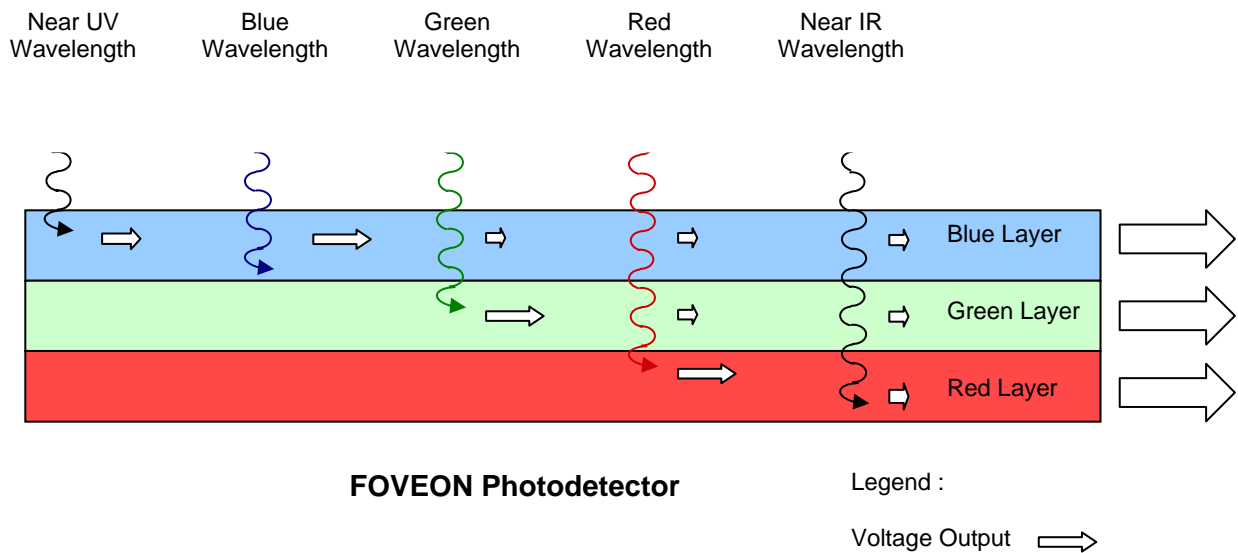 Near UV
Wavelength
Blue
Wavelength
Green
Wavelength
Red
Wavelength
Near IR
Wavelength
Blue Layer
Green Layer
Red Layer
FOVEON Photodetector
Legend :
Voltage Output